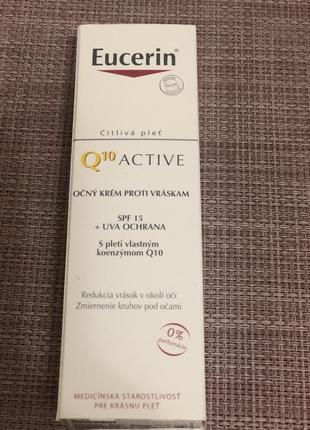 Eucerin®
Citlivá pleť
Q10 ACTIVE
OČNÝ KRÉM PROTI VRÁSKAM
SPF 15
+ UVA OCHRANA
S pleti vlastným
koenzýmom Q10
Redukcia vrások v okolí očí
Zmiernenie kruhov pod očami
0%
parfumácie
MEDICÍNSKA STAROSTLIVOSŤ
PRE KRÁSNU PLEŤ